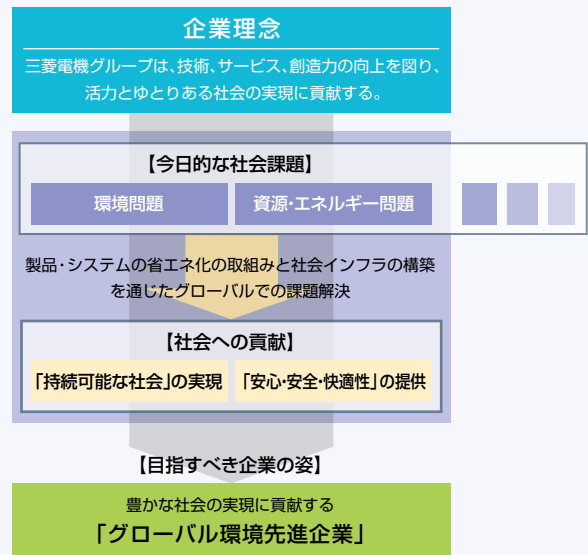 企業理念
三菱電機グループは、技術、サービス、創造力の向上を図り、
活力とゆとりある社会の実現に貢献する。
【今日的な社会課題】
環境問題
資源・エネルギー問題
製品・システムの省エネ化の取組みと社会インフラの構築
を通じたグローバルでの課題解決
【社会への貢献】
「持続可能な社会」の実現
「安心・安全・快適性」の提供
【目指すべき企業の姿】
豊かな社会の実現に貢献する
「グローバル環境先進企業」